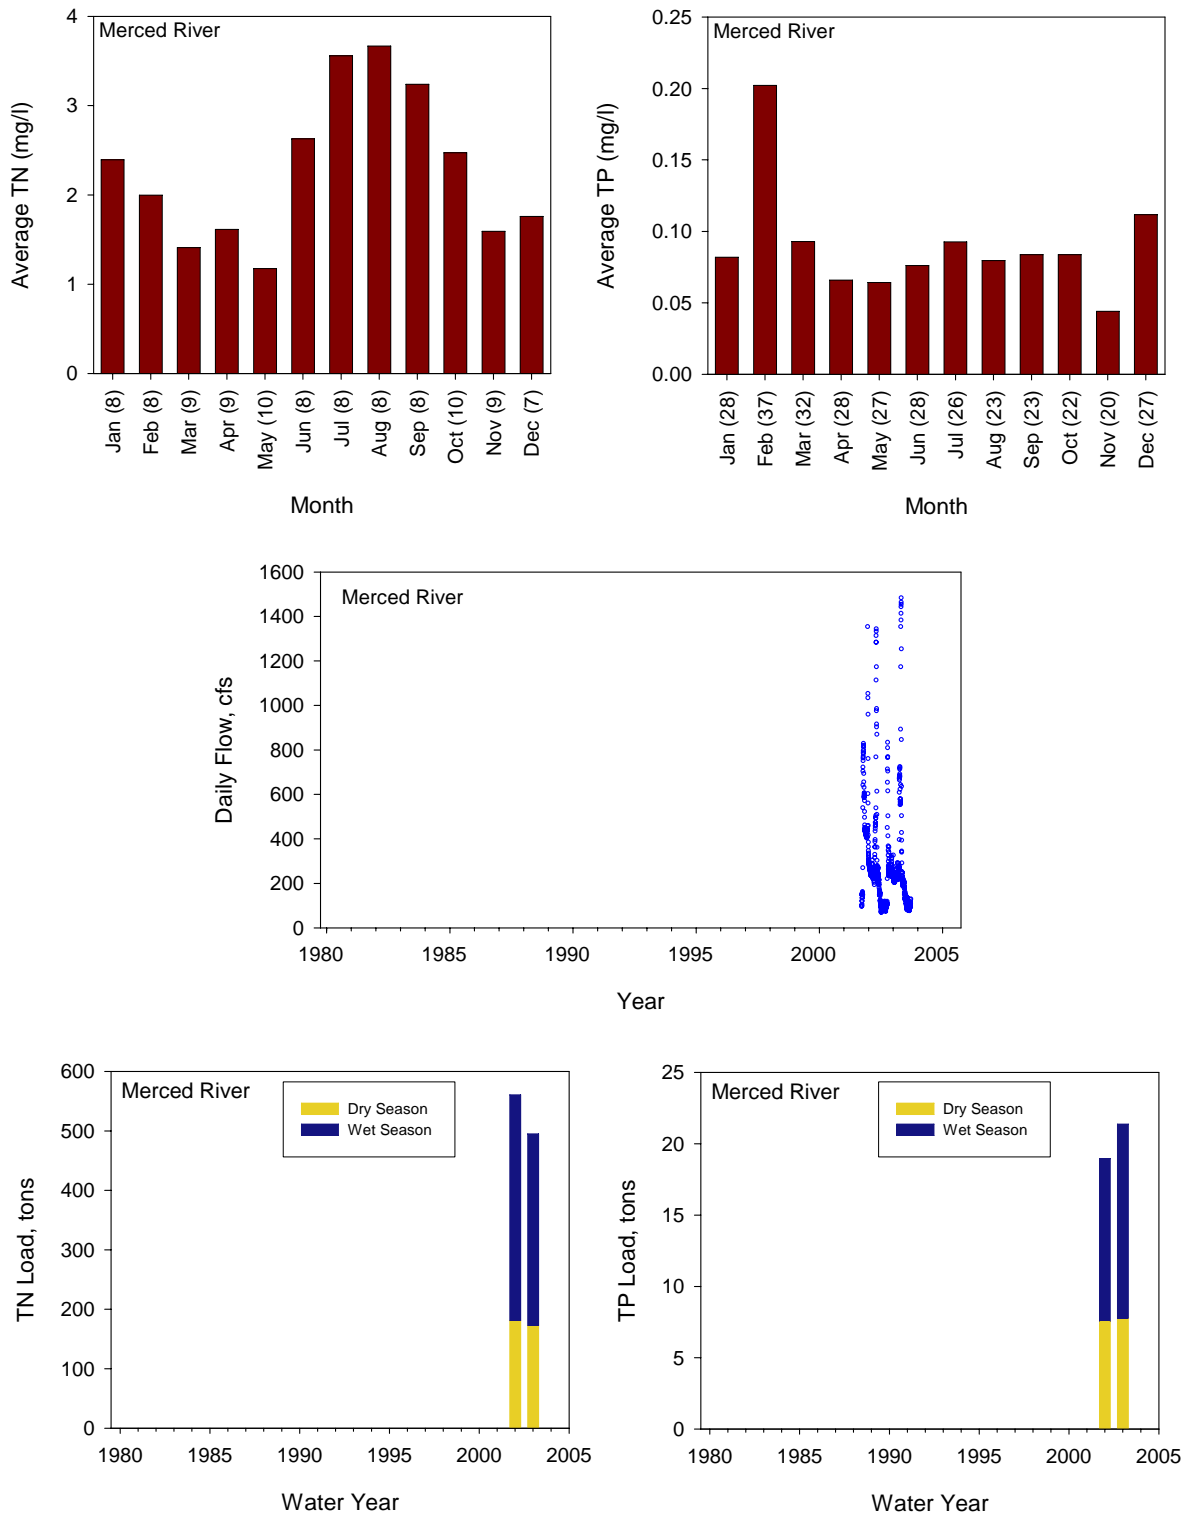 Merced River
Average TN (mg/l)
4
3
2
1
0
Jan (8)
Feb (8)
Mar (9)
Apr (9)
May (10)
Jun (8)
Jul (8)
Aug (8)
Sep (8)
Oct (10)
Nov (9)
Dec (7)
Month
Merced River
Average TP (mg/l)
0.25
0.20
0.15
0.10
0.05
0.00
Jan (28)
Feb (37)
Mar (32)
Apr (28)
May (27)
Jun (28)
Jul (26)
Aug (23)
Sep (23)
Oct (22)
Nov (20)
Dec (27)
Month
Merced River
Daily Flow, cfs
1600
1400
1200
1000
800
600
400
200
0
1980 1985 1990 1995 2000 2005
Year
Merced River
Dry Season
Wet Season
TN Load, tons
600
500
400
300
200
100
0
1980 1985 1990 1995 2000 2005
Water Year
Merced River
Dry Season
Wet Season
TP Load, tons
25
20
15
10
5
0
1980 1985 1990 1995 2000 2005
Water Year